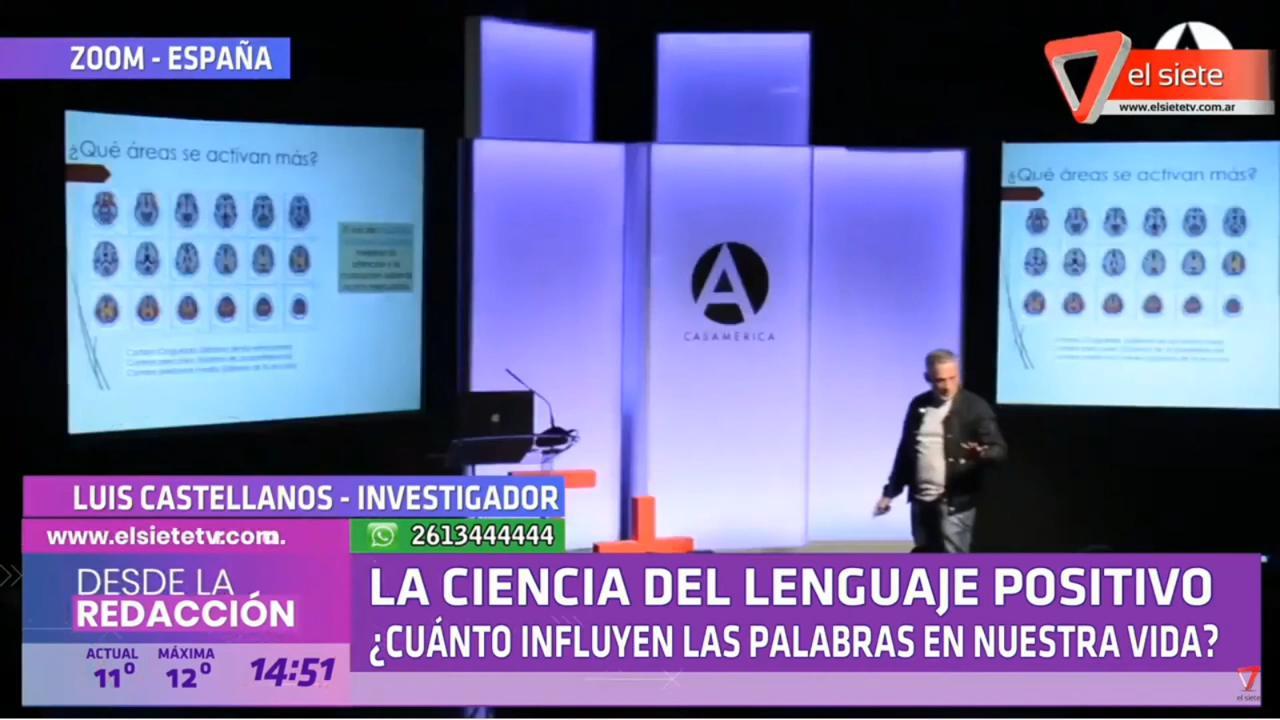 ZOOM - ESPAÑA
el siete
www.elsietetv.com.ar
¿Qué áreas se activan más?
¿Qué áreas se activan más?
A
CASAMERICA
LUIS CASTELLANOS - INVESTIGADOR
www.elsietetv.com.
2613444444
DESDE LA
REDACCIÓN
LA CIENCIA DEL LENGUAJE POSITIVO
¿CUÁNTO INFLUYEN LAS PALABRAS EN NUESTRA VIDA?
ACTUAL
11°
MÁXIMA
12°
14:51
el siete